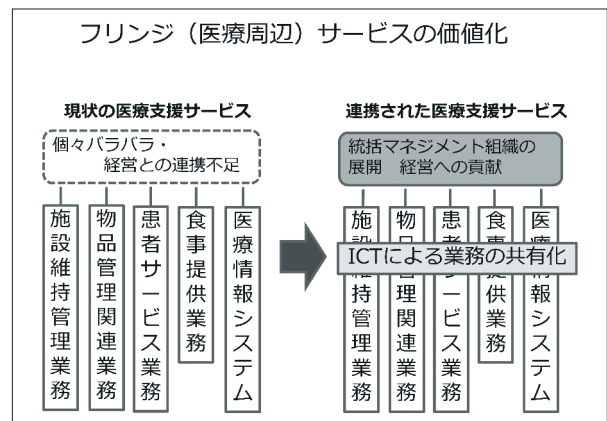 フリンジ（医療周辺）サービスの価値化
現状の医療支援サービス
個々バラバラ・
経営との連携不足
施設維持管理業務
物品管理関連業務
患者サービス業務
食事提供業務
医療情報システム
連携された医療支援サービス
統括マネジメント組織の
展開　経営への貢献
ICTによる業務の共有化
施設維持管理業務
物品管理関連業務
患者サービス業務
食事提供業務
医療情報システム